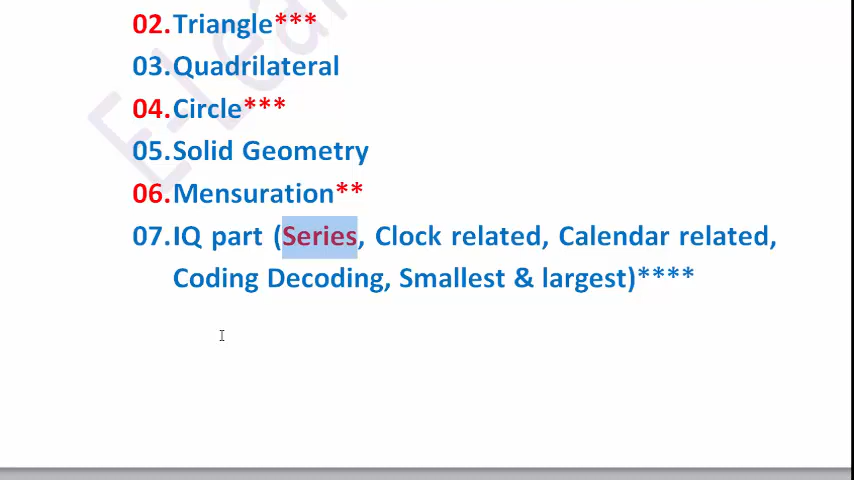 02.Triangle***
03.Quadrilateral
04.Circle***
05.Solid Geometry
06.Mensuration**
07.IQ part (Series, Clock related, Calendar related,
Coding Decoding, Smallest & largest)****
E-Lea